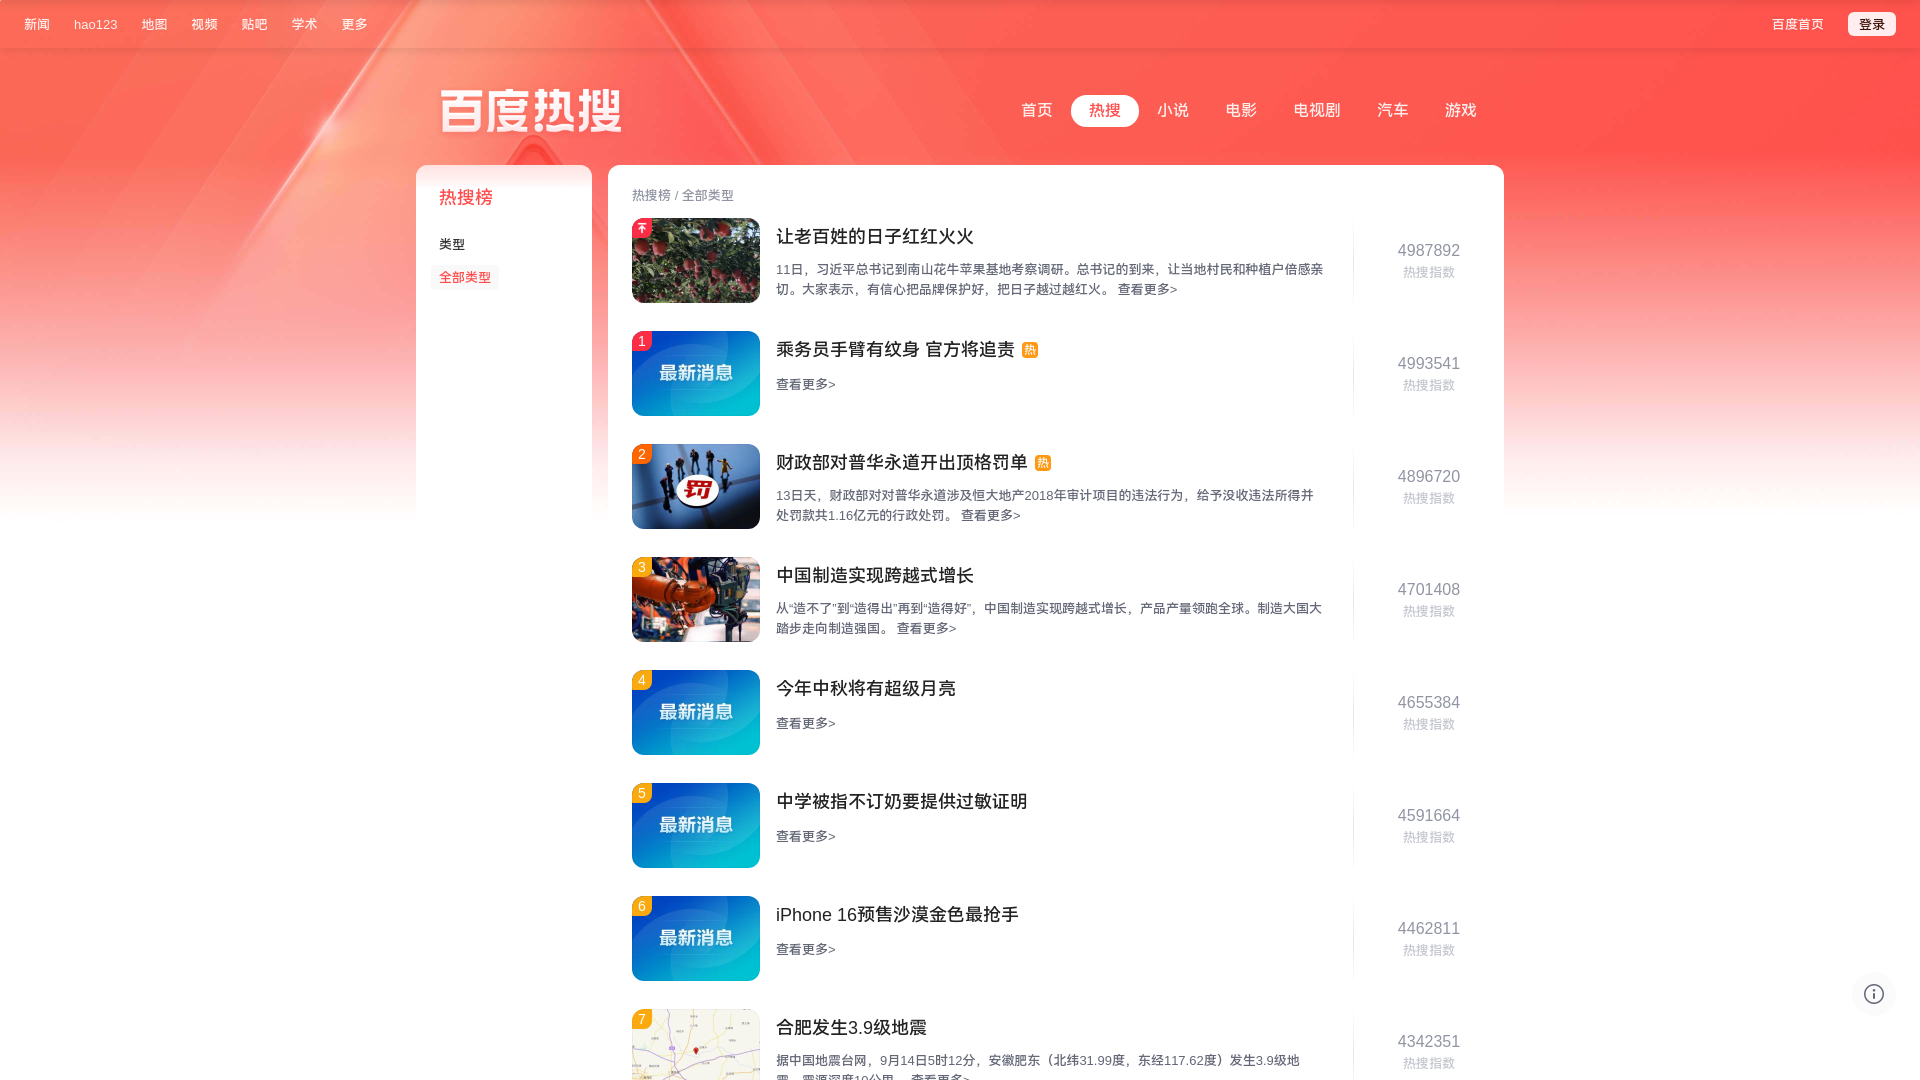 新闻 hao123 地图 视频 贴吧 学术 更多 百度首页 登录
百度热搜
首页 热搜 小说 电影 电视剧 汽车 游戏
热搜榜
类型
全部类型
热搜榜 / 全部类型
让老百姓的日子红红火火
11日，习近平总书记到南山花牛苹果基地考察调研。总书记的到来，让当地村民和种植户倍感亲
切。大家表示，有信心把品牌保护好，把日子越过越红火。 查看更多>
4987892
热搜指数
1
最新消息
乘务员手臂有纹身 官方将追责 热
查看更多>
4993541
热搜指数
2
罚
财政部对普华永道开出顶格罚单 热
13日天，财政部对对普华永道涉及恒大地产2018年审计项目的违法行为，给予没收违法所得并
处罚款共1.16亿元的行政处罚。 查看更多>
4896720
热搜指数
3
中国制造实现跨越式增长
从“造不了”到“造得出”再到“造得好”，中国制造实现跨越式增长，产品产量领跑全球。制造大国大
踏步走向制造强国。 查看更多>
4701408
热搜指数
4
最新消息
今年中秋将有超级月亮
查看更多>
4655384
热搜指数
5
最新消息
中学被指不订奶要提供过敏证明
查看更多>
4591664
热搜指数
6
最新消息
iPhone 16预售沙漠金色最抢手
查看更多>
4462811
热搜指数
7
合肥发生3.9级地震
据中国地震台网，9月14日5时12分，安徽肥东（北纬31.99度，东经117.62度）发生3.9级地
震，震源深度10公里。 查看更多>
4342351
热搜指数